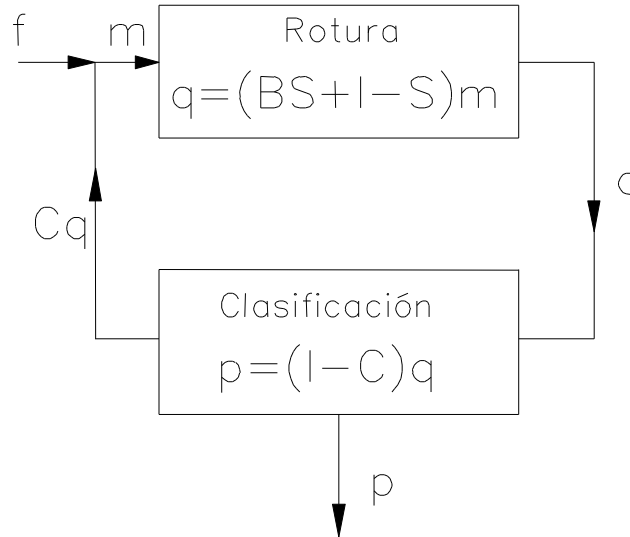 f
m
Rotura
q=(BS+I-S)m
Cq
Clasificación
p=(I-C)q
p